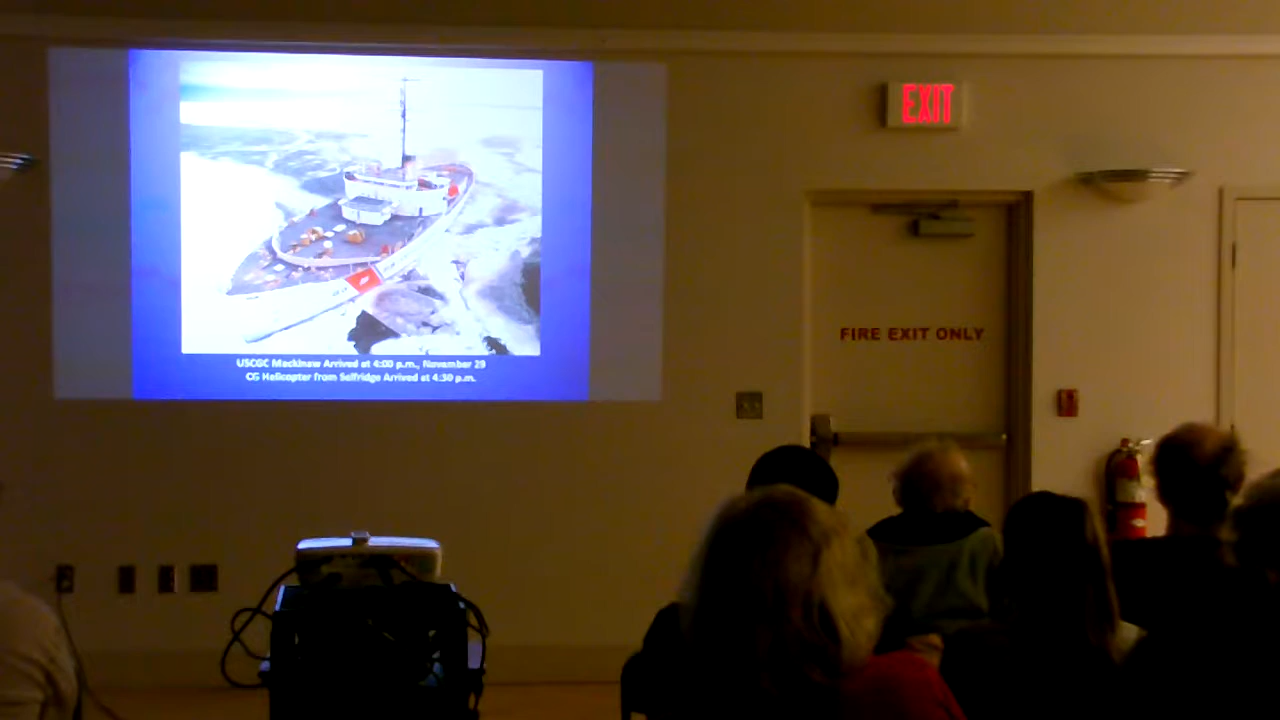 EXIT
FIRE EXIT ONLY
USCGC Mackinaw Arrived at 4:00 p.m., November 29
CG Helicopter from Selfridge Arrived at 4:30 p.m.